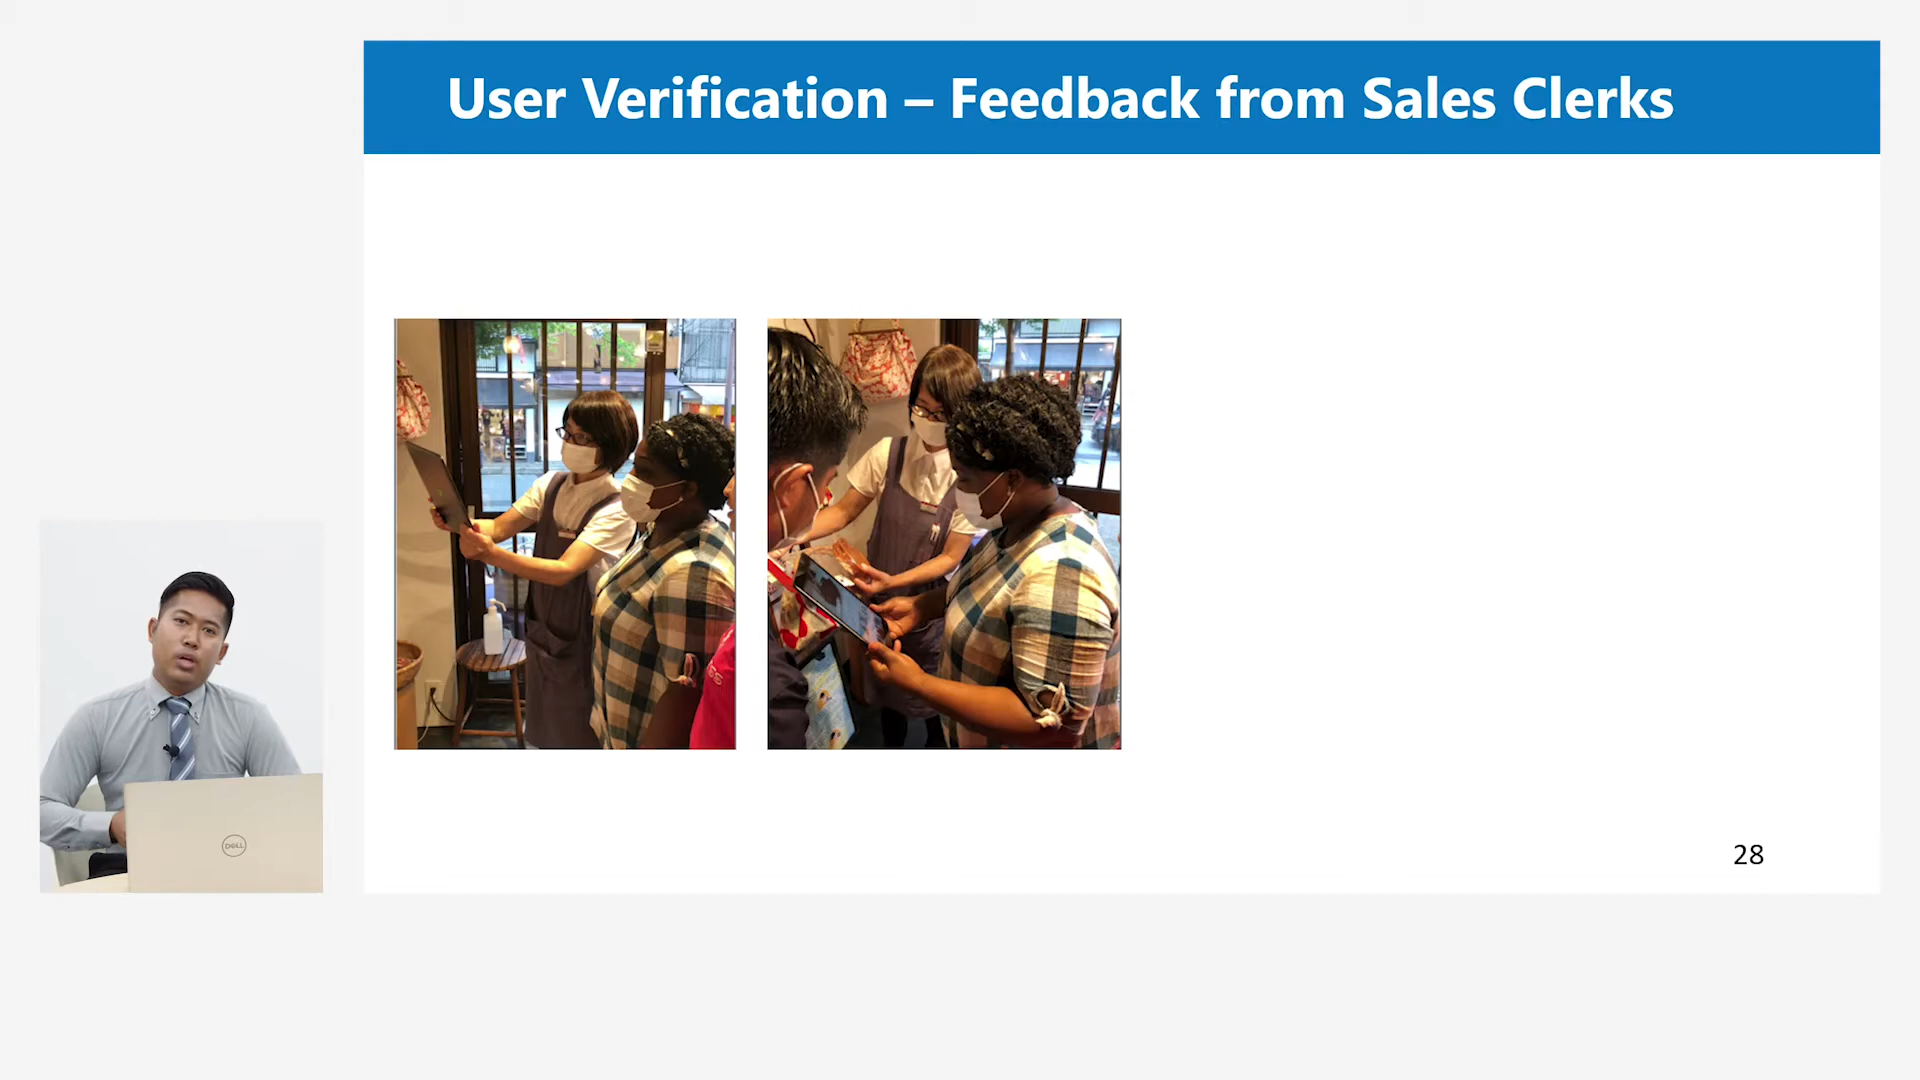 User Verification – Feedback from Sales Clerks
DELL
28